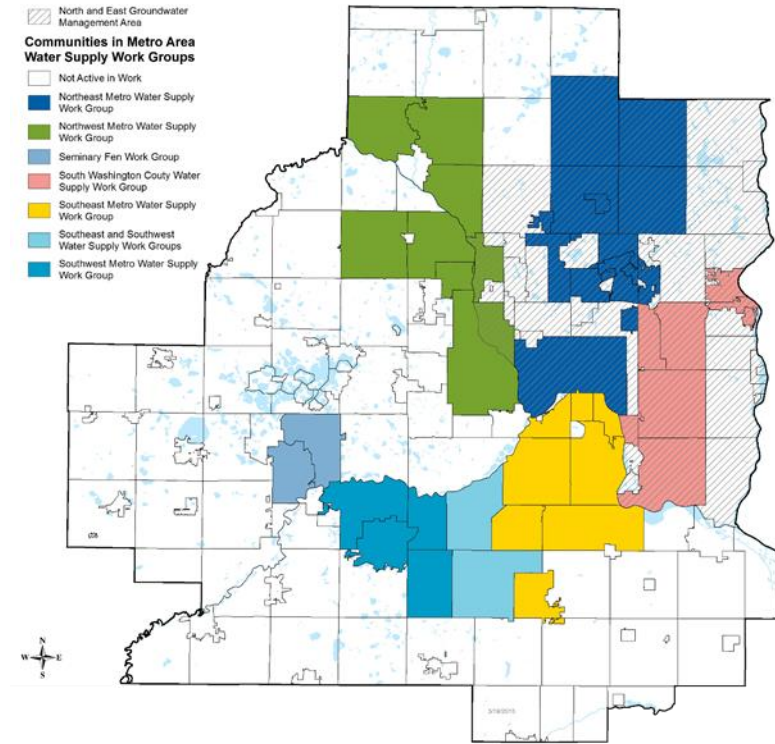 North and East Groundwater
Management Area
Communities in Metro Area
Water Supply Work Groups
Not Active in Work
Northeast Metro Water Supply
Work Group
Northwest Metro Water Supply
Work Group
Seminary Fen Work Group
South Washington Couty Water
Supply Work Group
Southeast Metro Water Supply
Work Group
Southeast and Southwest
Water Supply Work Groups
Southwest Metro Water Supply
Work Group
N
W E
S